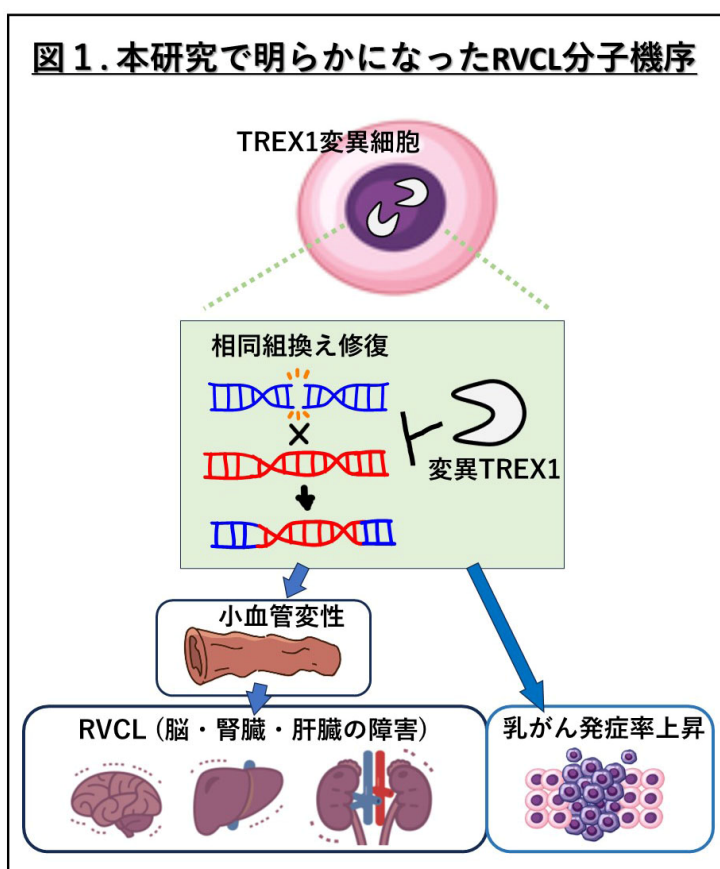 図１.本研究で明らかになったRVCL分子機序
TREX1変異細胞
相同組換え修復
変異TREX1
小血管変性
RVCL (脳・腎臓・肝臓の障害)
乳がん発症率上昇